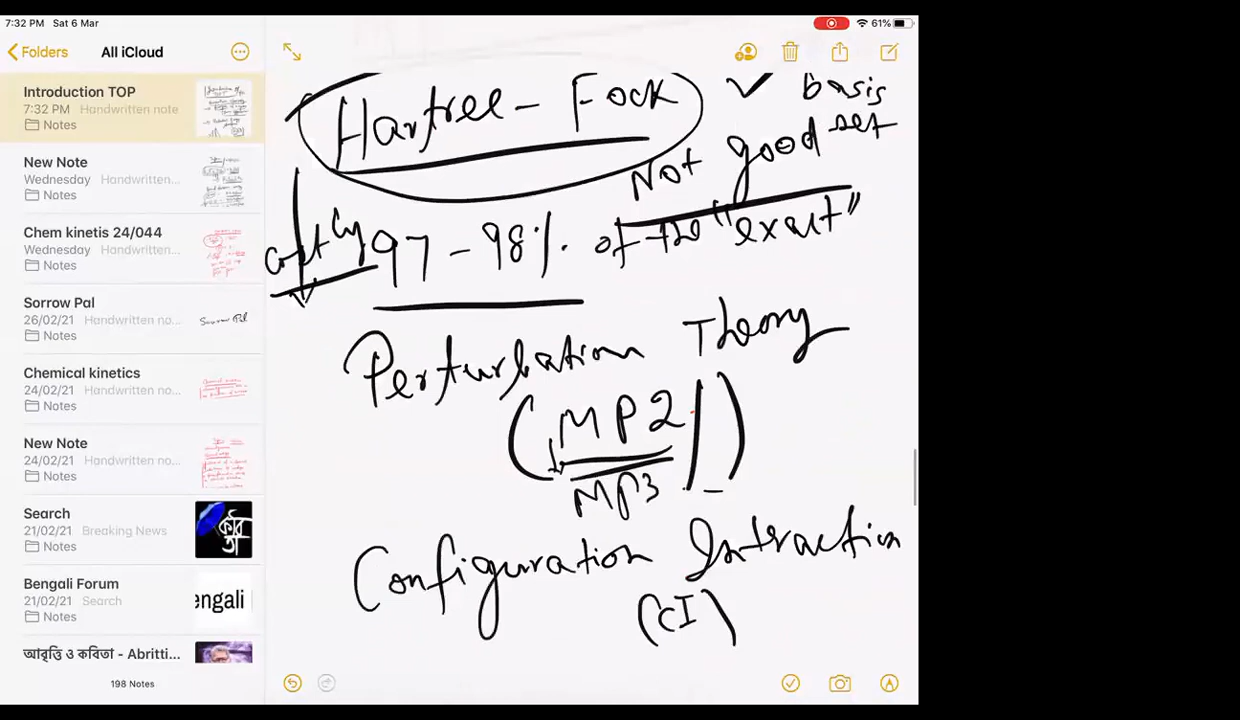 7:32 PM Sat 6 Mar
61%
Folders
All iCloud
Introduction TOP
7:32 PM Handwritten note
Notes
New Note
Wednesday Handwritten...
Notes
Chem kinetis 24/044
Wednesday Handwritten...
Notes
Sorrow Pal
26/02/21 Handwritten no...
Notes
Chemical kinetics
24/02/21 Handwritten no...
Notes
New Note
24/02/21 Handwritten no...
Notes
Search
21/02/21 Breaking News
Notes
Bengali Forum
21/02/21 Search
Notes
engali
আবৃত্তি ও কবিতা - Abritti...
198 Notes
Hartree - Fock
basis
set
Not good
costly
97 - 98% of the "exact"
Perturbation Theory
(MP2/)
MP3
Configuration Interaction
(CI)